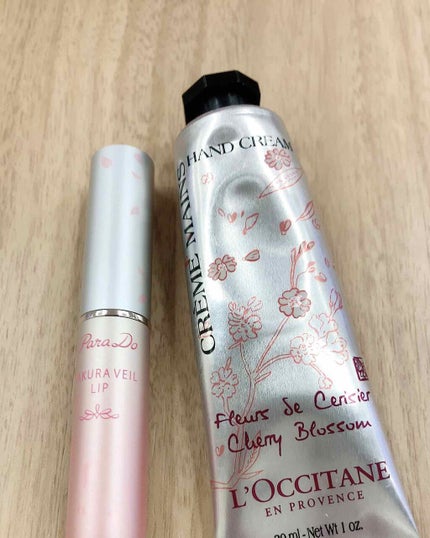 ParaDo
SAKURA VEIL
LIP
CRÈME MAINS
HAND CREAM
Fleurs de Cerisier
Cherry Blossom
L'OCCITANE
EN PROVENCE
30 ml - Net Wt 1 oz.